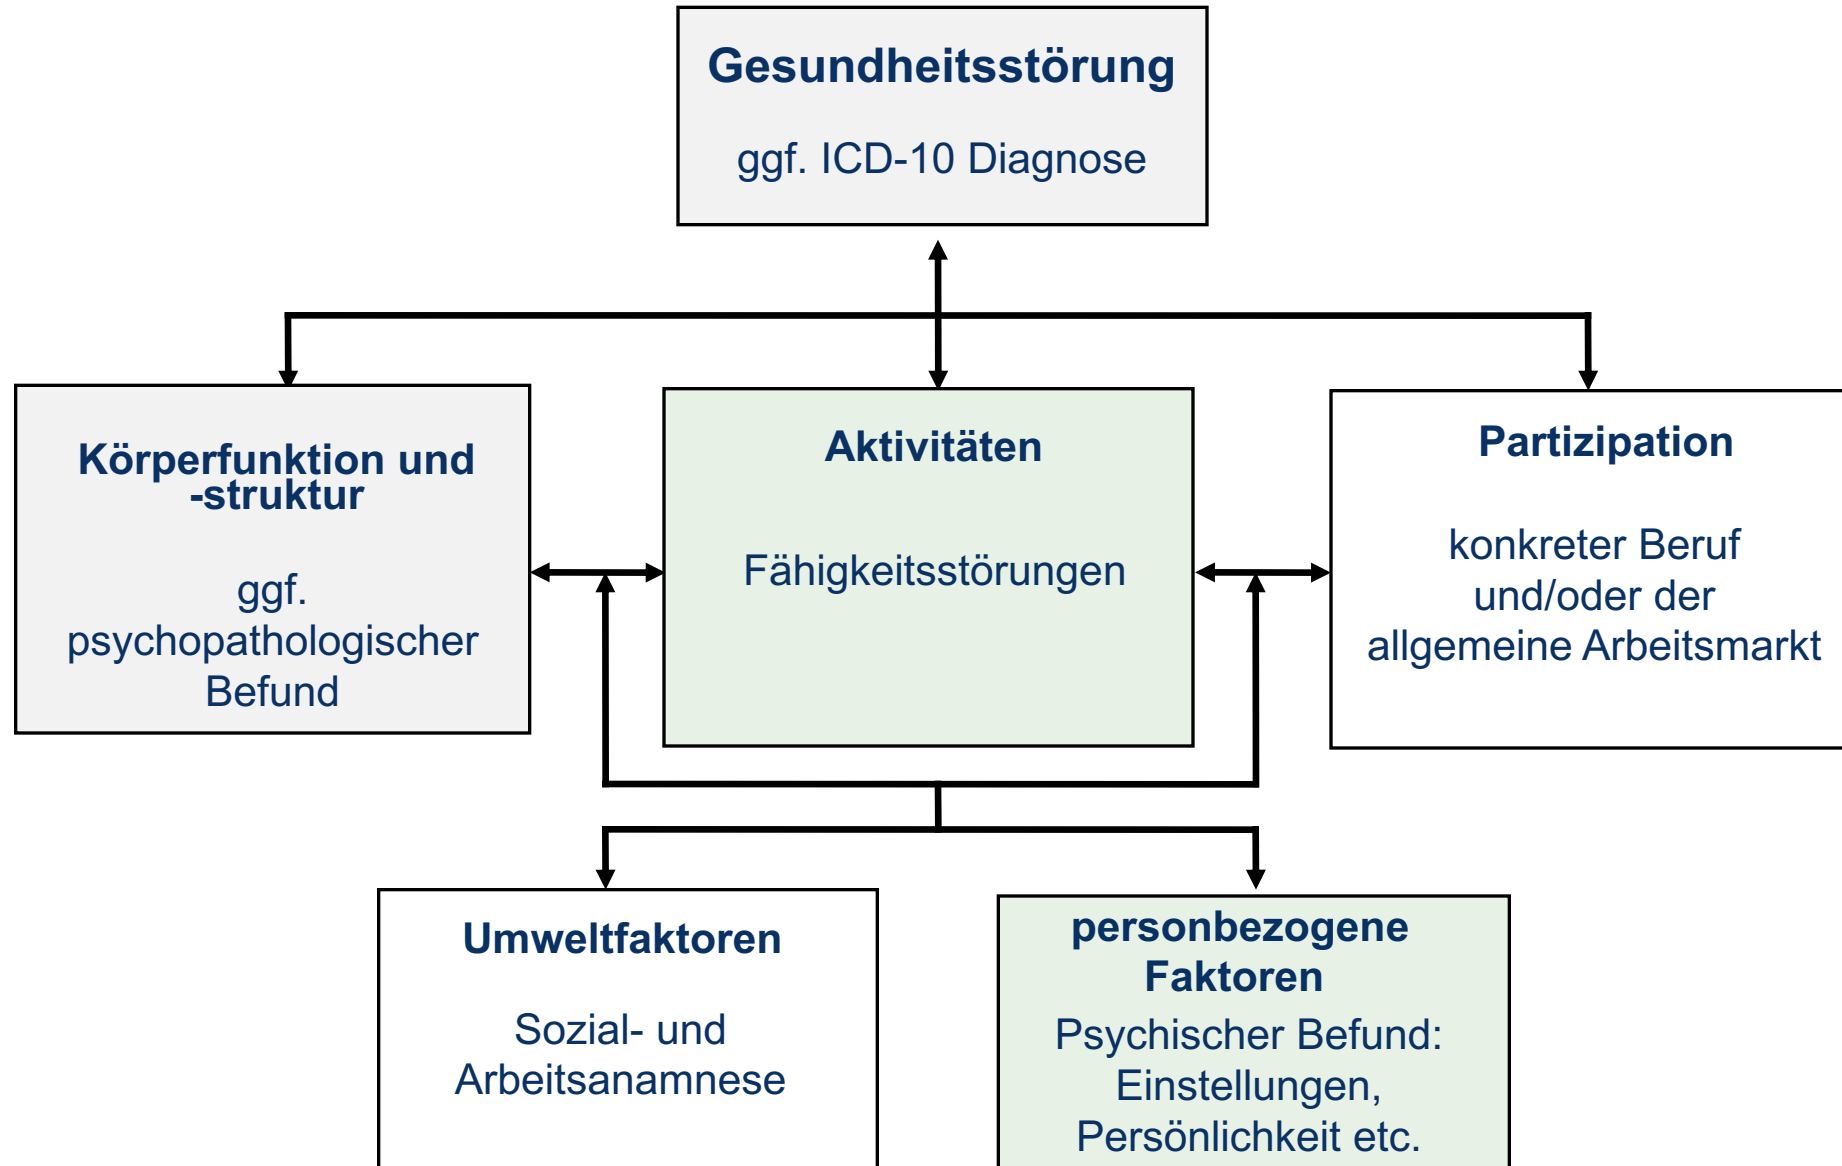 Gesundheitsstörung
ggf. ICD-10 Diagnose
Körperfunktion und
-struktur
ggf.
psychopathologischer
Befund
Aktivitäten
Fähigkeitsstörungen
Partizipation
konkreter Beruf
und/oder der
allgemeine Arbeitsmarkt
Umweltfaktoren
Sozial- und
Arbeitsanamnese
personbezogene
Faktoren
Psychischer Befund:
Einstellungen,
Persönlichkeit etc.